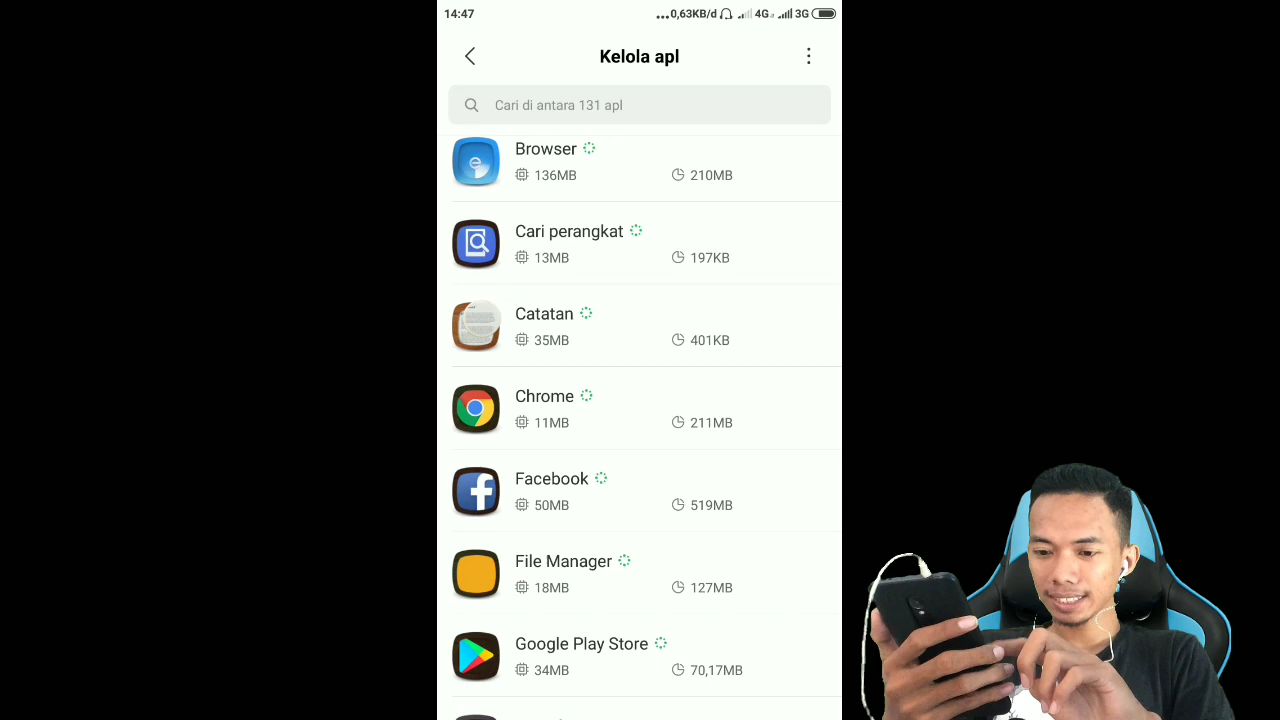 14:47
...0,63KB/d 4G 3G
Kelola apl
Cari di antara 131 apl
Browser
136MB 210MB
Cari perangkat
13MB 197KB
Catatan
35MB 401KB
Chrome
11MB 211MB
Facebook
50MB 519MB
File Manager
18MB 127MB
Google Play Store
34MB 70,17MB